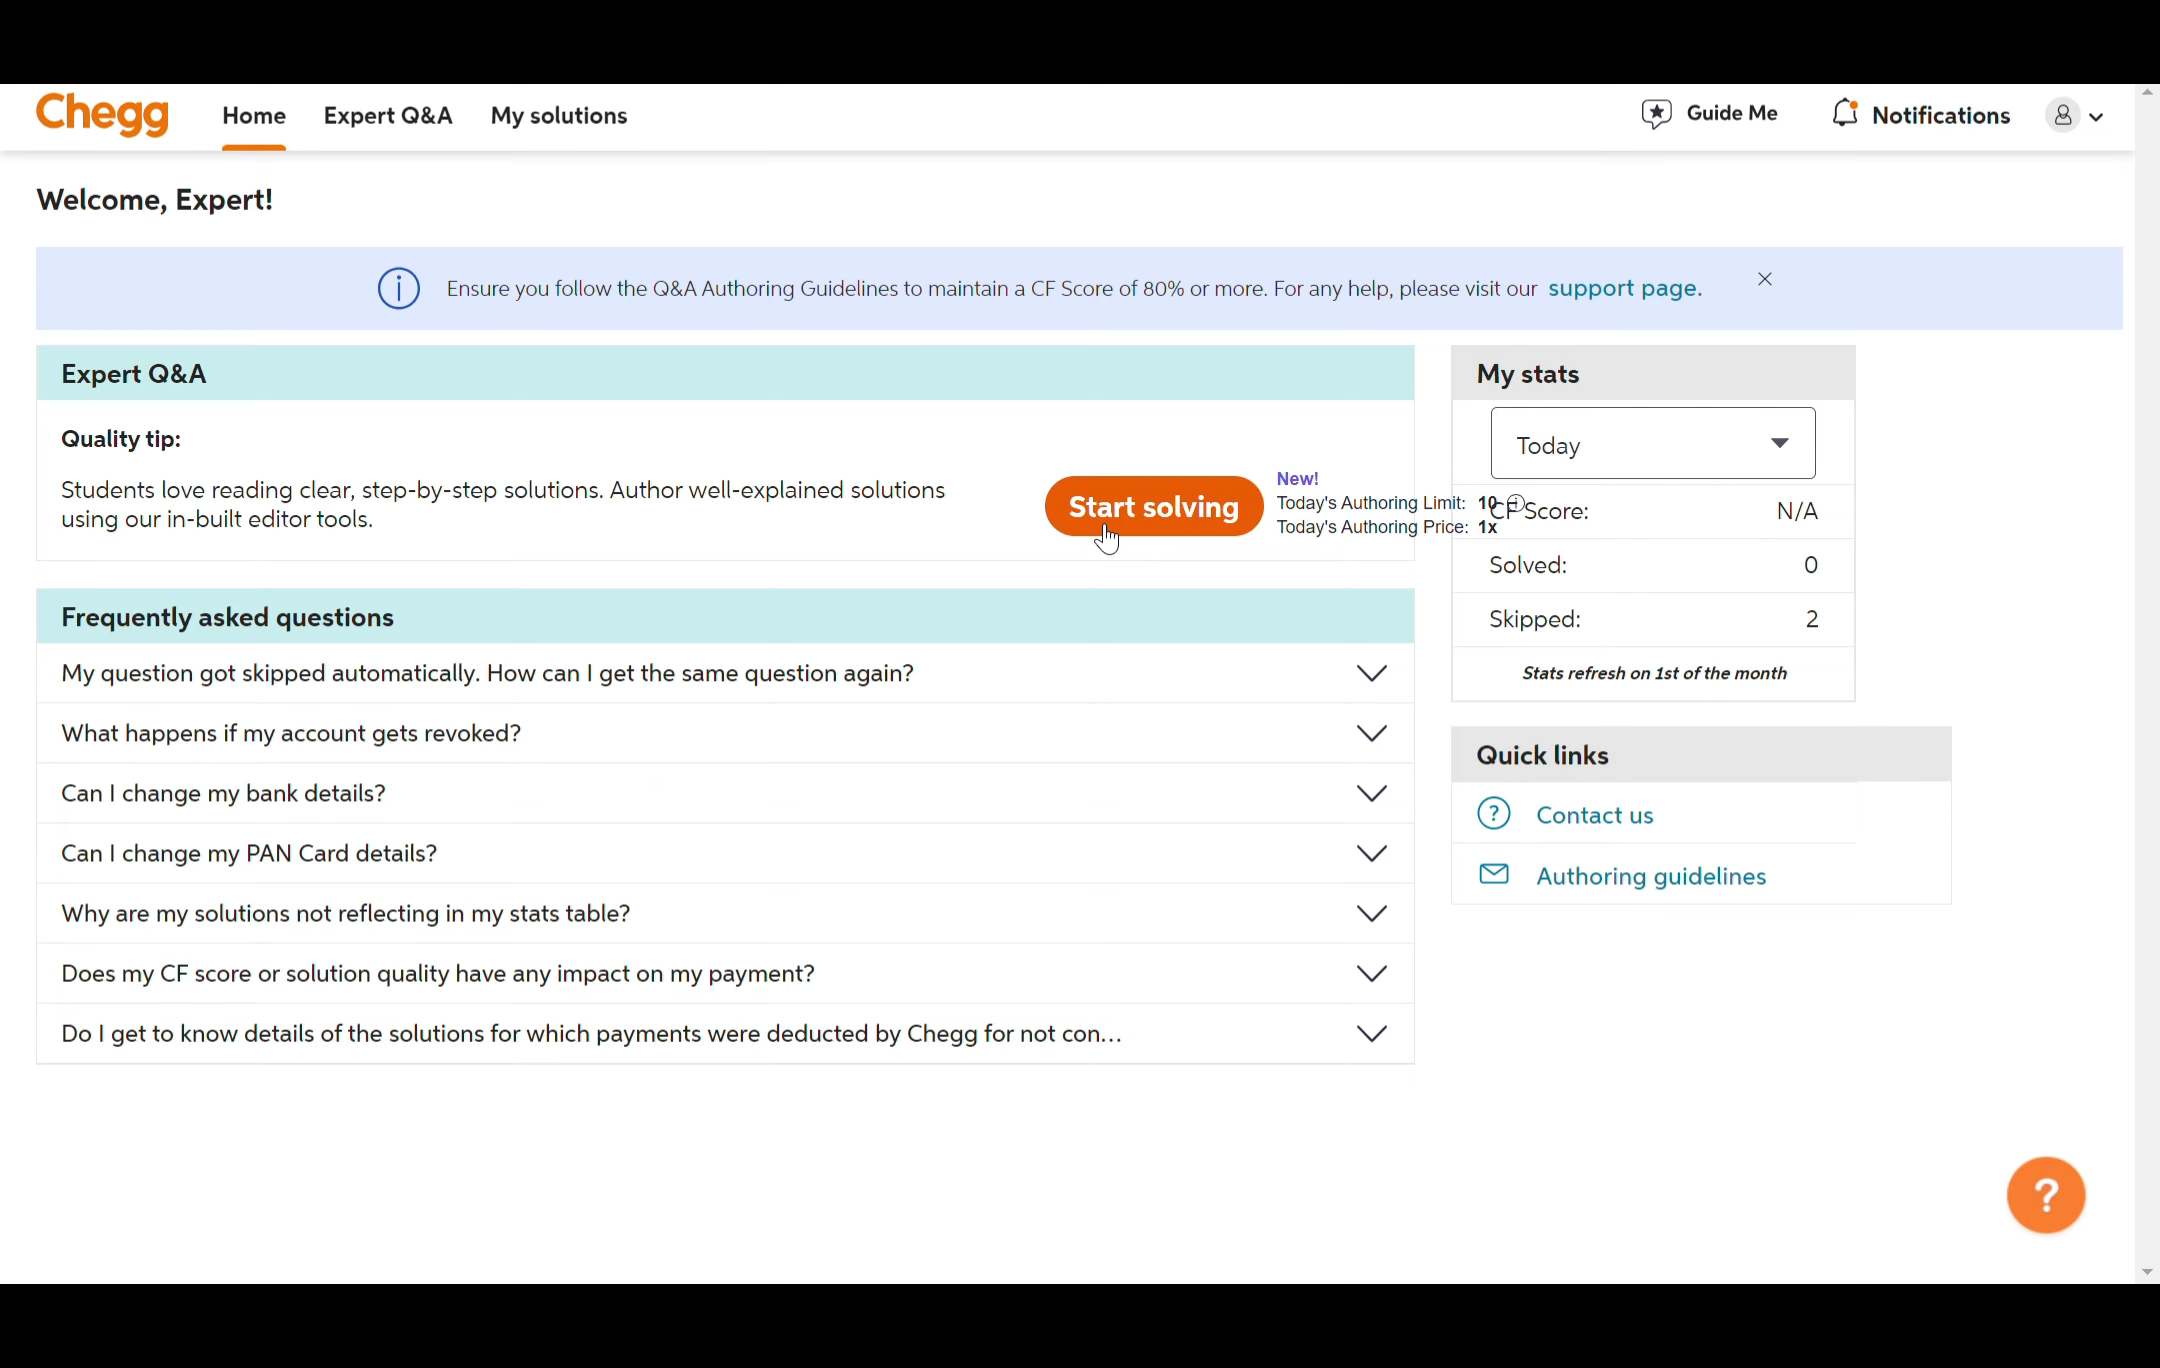 Chegg
Home
Expert Q&A
My solutions
Guide Me
Notifications
Welcome, Expert!
Ensure you follow the Q&A Authoring Guidelines to maintain a CF Score of 80% or more. For any help, please visit our support page.
Expert Q&A
Quality tip:
Students love reading clear, step-by-step solutions. Author well-explained solutions
using our in-built editor tools.
Start solving
New!
Today's Authoring Limit: 10
Today's Authoring Price: 1x
My stats
Today
CF Score: N/A
Solved: 0
Skipped: 2
Stats refresh on 1st of the month
Frequently asked questions
My question got skipped automatically. How can I get the same question again?
What happens if my account gets revoked?
Can I change my bank details?
Can I change my PAN Card details?
Why are my solutions not reflecting in my stats table?
Does my CF score or solution quality have any impact on my payment?
Do I get to know details of the solutions for which payments were deducted by Chegg for not con...
Quick links
Contact us
Authoring guidelines